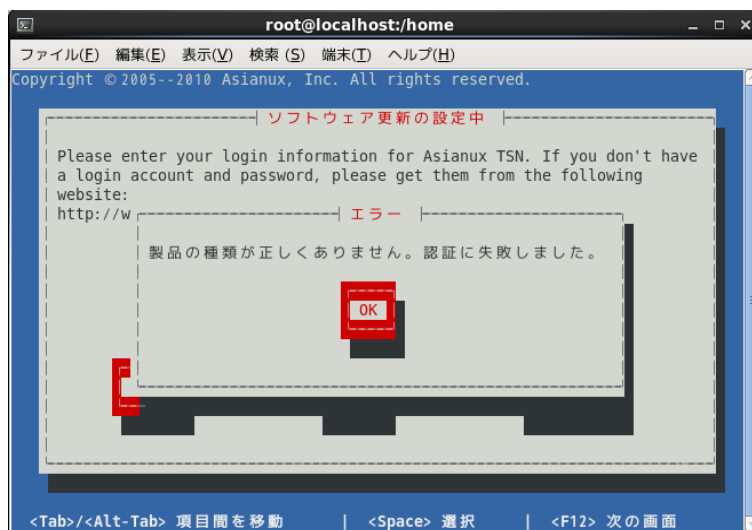 root@localhost:/home
ファイル(F) 編集(E) 表示(V) 検索 (S) 端末(T) ヘルプ(H)
Copyright © 2005--2010 Asianux, Inc. All rights reserved.
ソフトウェア更新の設定中
Please enter your login information for Asianux TSN. If you don't have
a login account and password, please get them from the following
website:
http://w
エラー
製品の種類が正しくありません。認証に失敗しました。
OK
<Tab>/<Alt-Tab> 項目間を移動 | <Space> 選択 | <F12> 次の画面